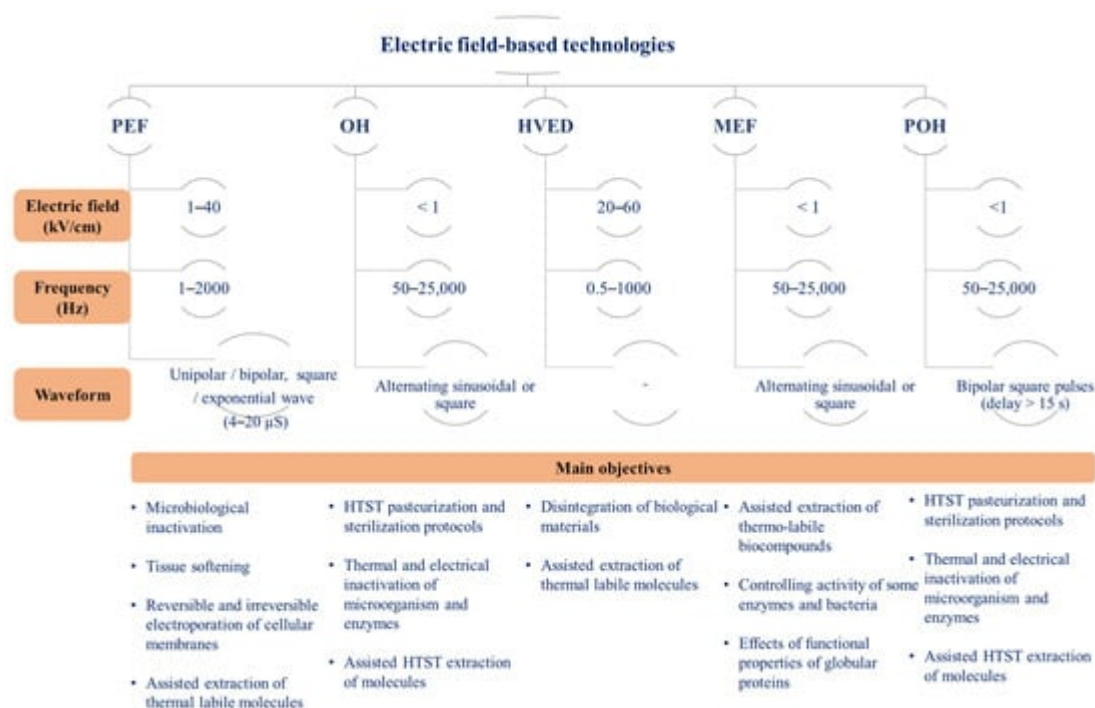 Electric field-based technologies
PEF
OH
HVED
MEF
POH
Electric field
(kV/cm)
1–40
< 1
20–60
< 1
<1
Frequency
(Hz)
1–2000
50–25,000
0.5–1000
50–25,000
50–25,000
Waveform
Unipolar / bipolar, square
/ exponential wave
(4–20 µS)
Alternating sinusoidal or
square
-
Alternating sinusoidal or
square
Bipolar square pulses
(delay > 15 s)
Main objectives
• Microbiological
inactivation
• Tissue softening
• Reversible and irreversible
electroporation of cellular
membranes
• Assisted extraction of
thermal labile molecules
• HTST pasteurization and
sterilization protocols
• Thermal and electrical
inactivation of
microorganism and
enzymes
• Assisted HTST extraction
of molecules
• Disintegration of biological
materials
• Assisted extraction of
thermal labile molecules
• Assisted extraction of
thermo-labile
biocompounds
• Controlling activity of some
enzymes and bacteria
• Effects of functional
properties of globular
proteins
• HTST pasteurization and
sterilization protocols
• Thermal and electrical
inactivation of
microorganism and
enzymes
• Assisted HTST extraction
of molecules